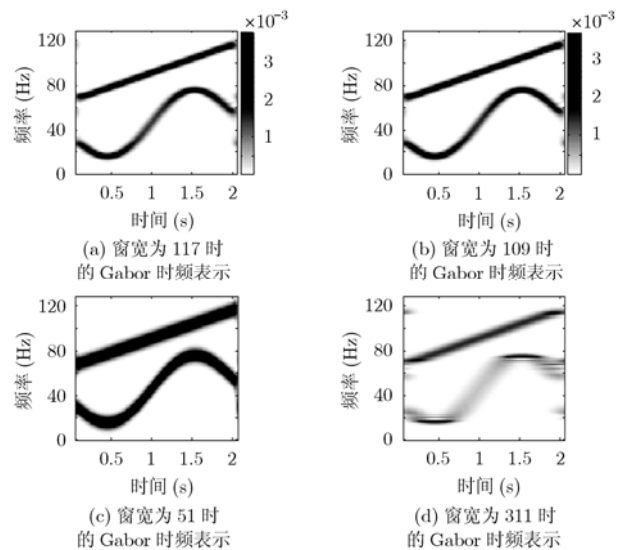 ×10⁻³
×10⁻³
120
80
40
0
频率 (Hz)
3
2
1
0.5
1
1.5
2
时间 (s)
120
80
40
0
频率 (Hz)
3
2
1
0.5
1
1.5
2
时间 (s)
(a) 窗宽为 117 时
的 Gabor 时频表示
(b) 窗宽为 109 时
的 Gabor 时频表示
120
80
40
0
频率 (Hz)
0.5
1
1.5
2
时间 (s)
120
80
40
0
频率 (Hz)
0.5
1
1.5
2
时间 (s)
(c) 窗宽为 51 时
的 Gabor 时频表示
(d) 窗宽为 311 时
的 Gabor 时频表示